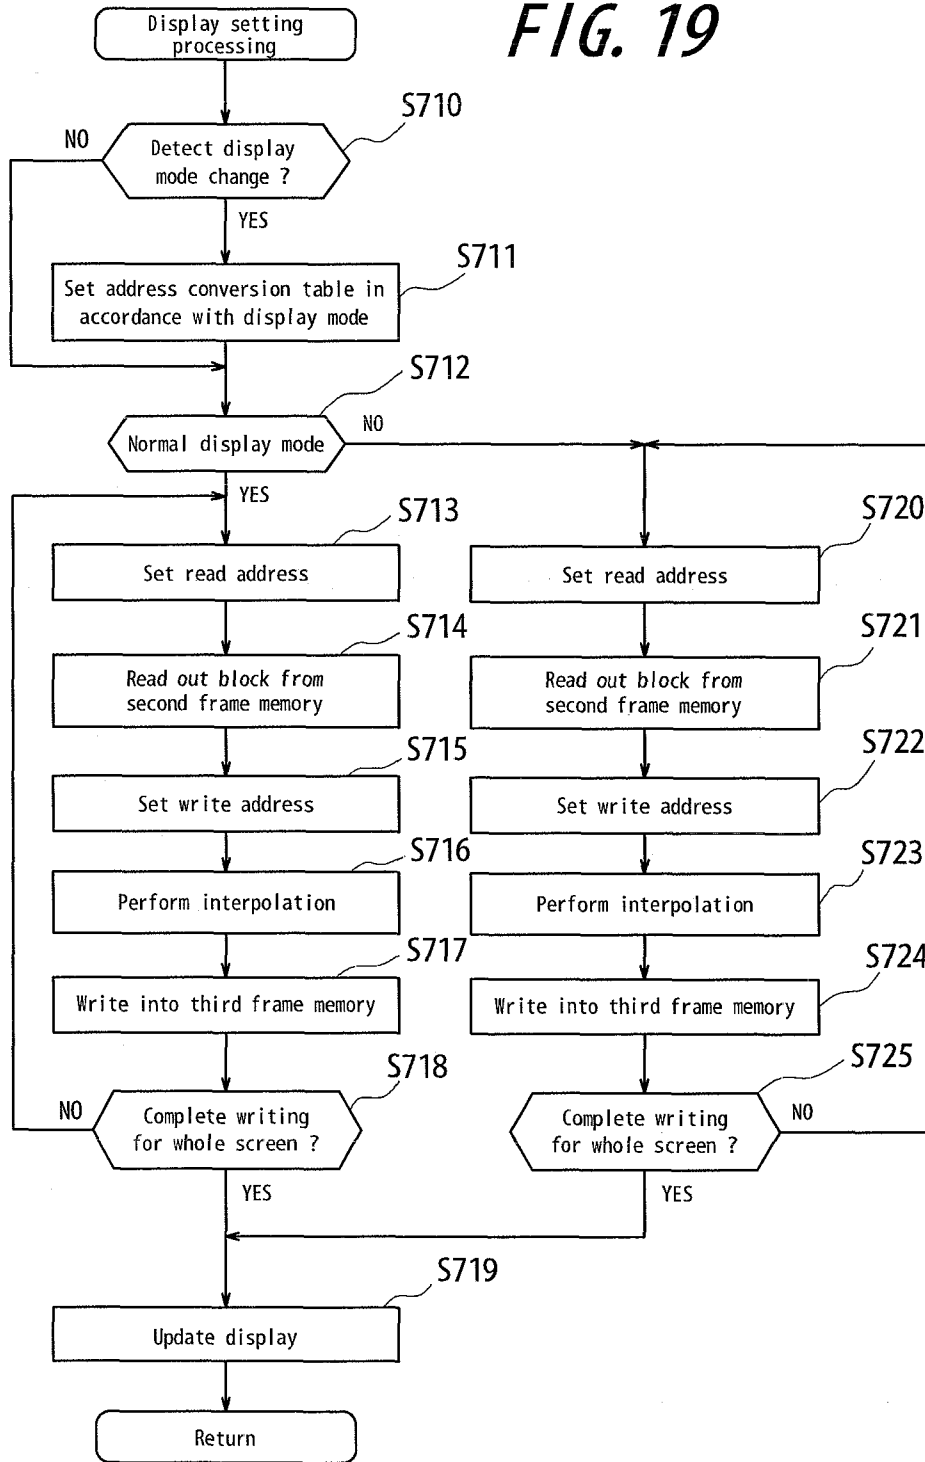 FIG. 19
Display setting
processing
S710
NO
Detect display
mode change ?
YES
S711
Set address conversion table in
accordance with display mode
S712
Normal display mode
NO
YES
S713
Set read address
S714
Read out block from
second frame memory
S715
Set write address
S716
Perform interpolation
S717
Write into third frame memory
S718
NO
Complete writing
for whole screen ?
YES
S720
Set read address
S721
Read out block from
second frame memory
S722
Set write address
S723
Perform interpolation
S724
Write into third frame memory
S725
Complete writing
for whole screen ?
NO
YES
S719
Update display
Return